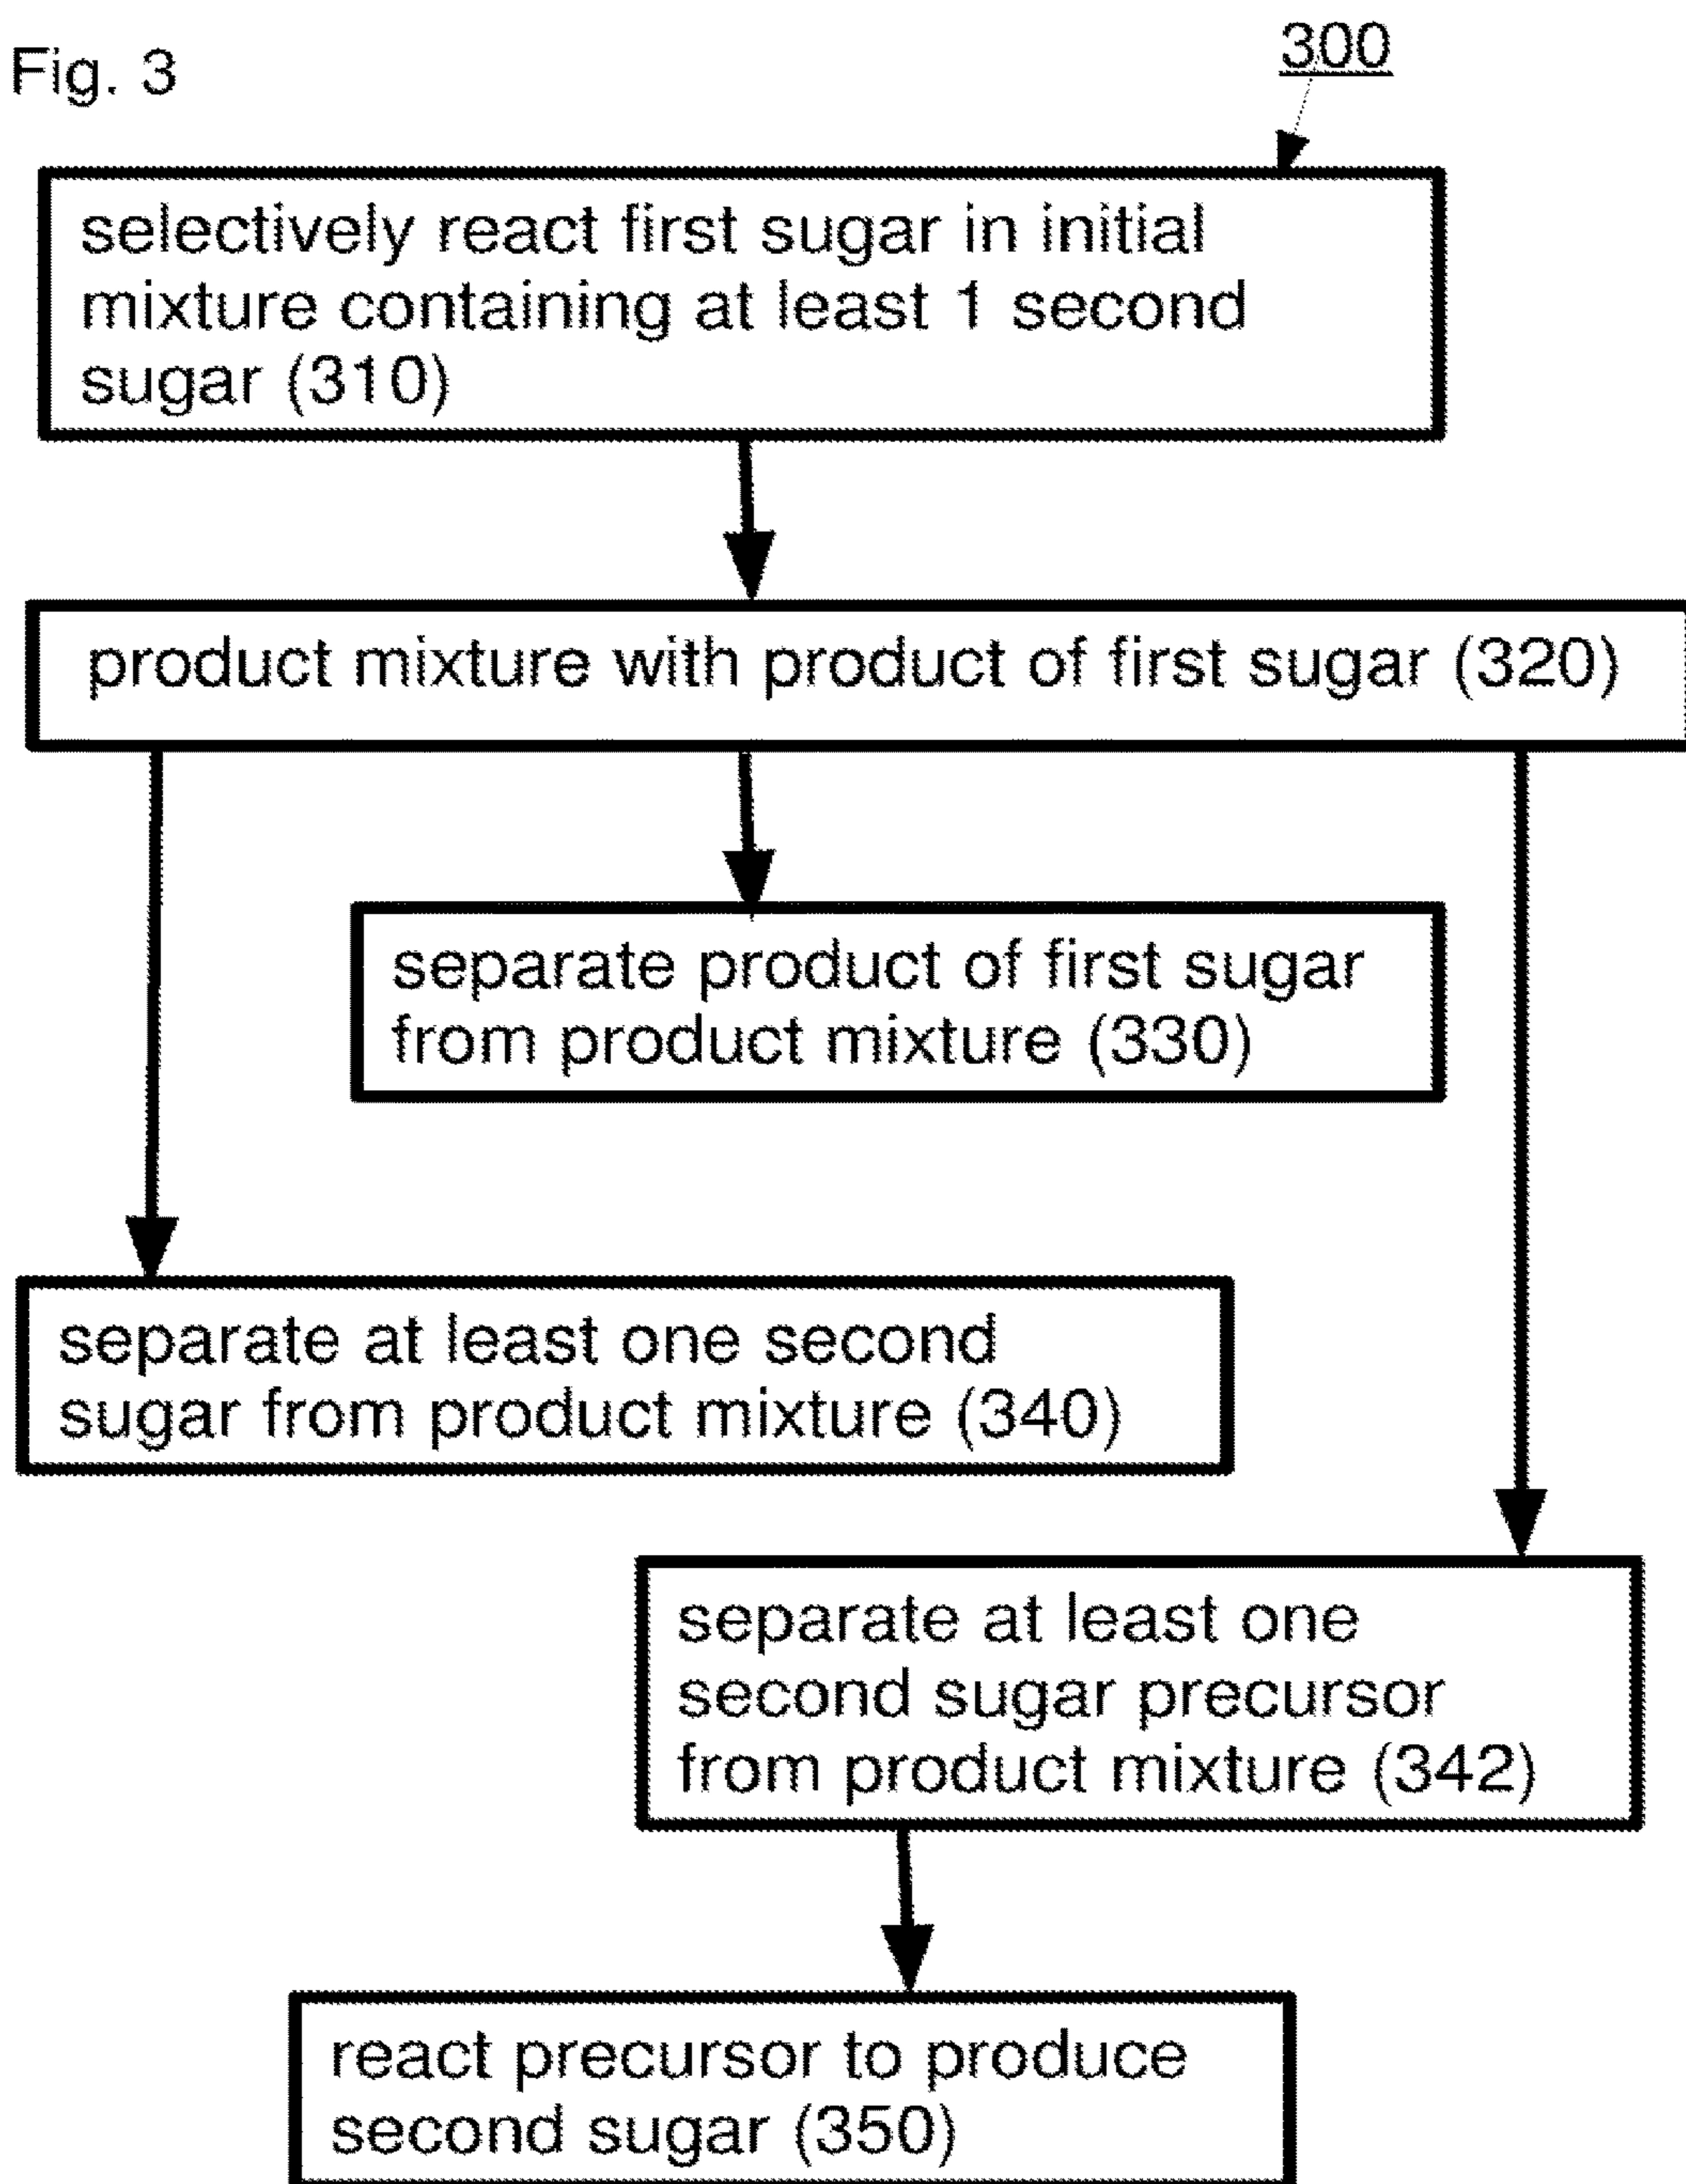 Fig. 3
300
selectively react first sugar in initial
mixture containing at least 1 second
sugar (310)
product mixture with product of first sugar (320)
separate product of first sugar
from product mixture (330)
separate at least one second
sugar from product mixture (340)
separate at least one
second sugar precursor
from product mixture (342)
react precursor to produce
second sugar (350)